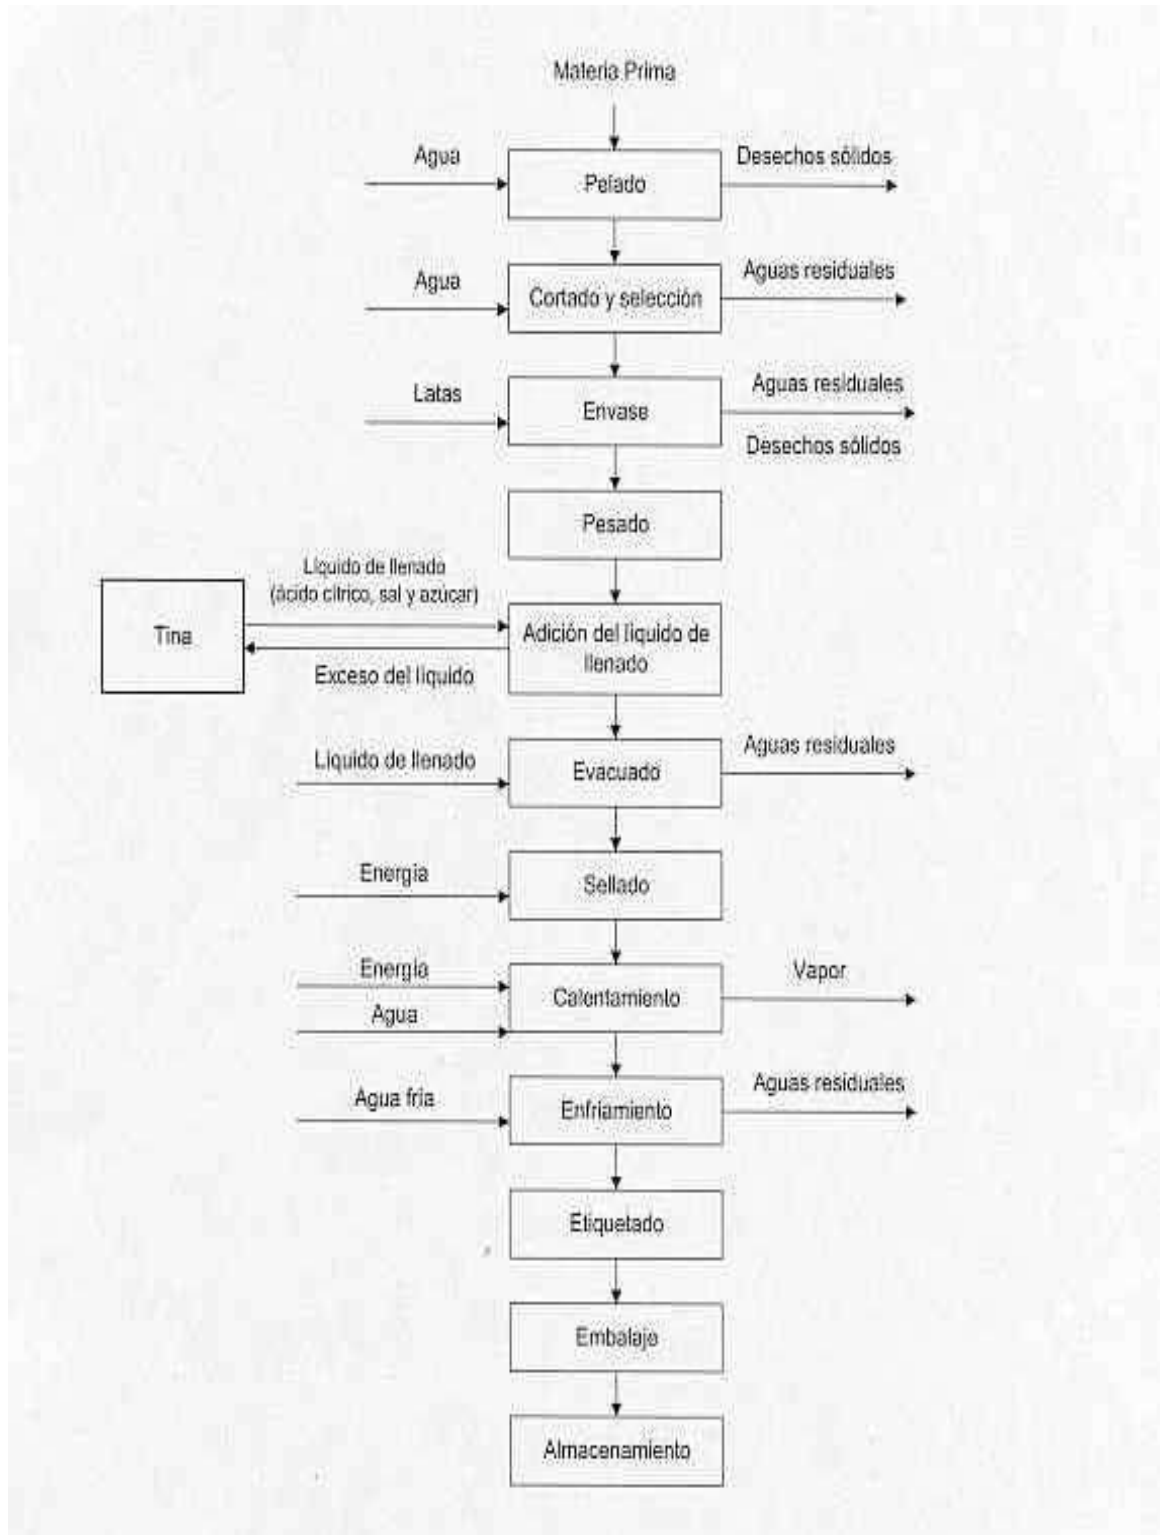 Materia Prima
Agua
Desechos sólidos
Pelado
Agua
Aguas residuales
Cortado y selección
Latas
Aguas residuales
Envase
Desechos sólidos
Pesado
Líquido de llenado
(ácido cítrico, sal y azúcar)
Tina
Adición del líquido de
llenado
Exceso del líquido
Líquido de llenado
Aguas residuales
Evacuado
Energía
Sellado
Energía
Vapor
Calentamiento
Agua
Agua fría
Aguas residuales
Enfriamiento
Etiquetado
Embalaje
Almacenamiento